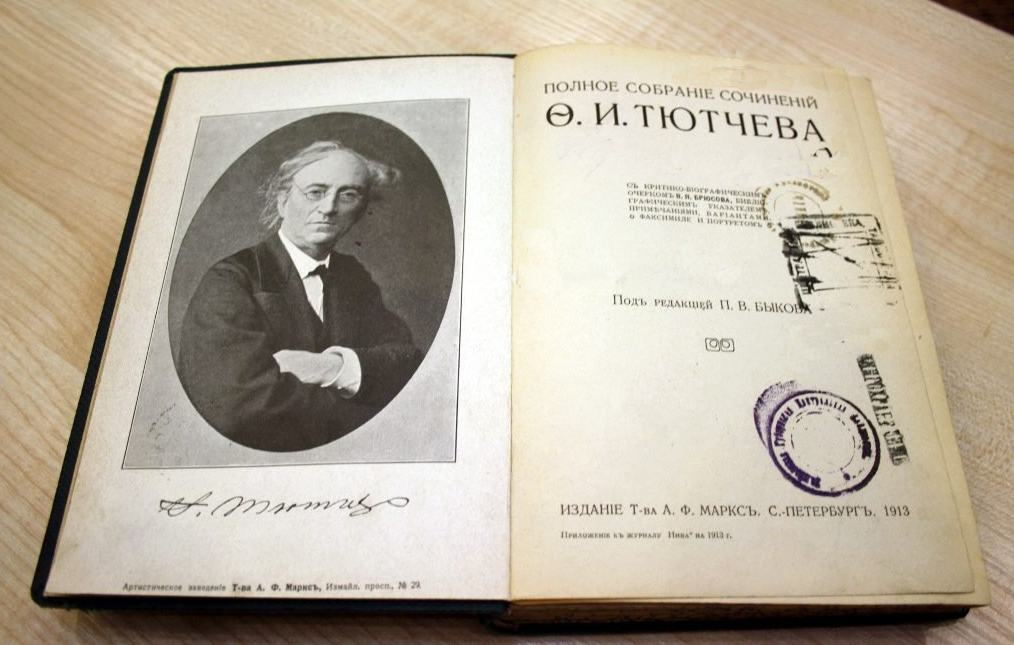 Артистическое заведеніе Т-ва А. Ф. Марксъ, Измайл. просп., № 29.
ПОЛНОЕ СОБРАНІЕ СОЧИНЕНІЙ
Ѳ. И. ТЮТЧЕВА
СЪ КРИТИКО-БІОГРАФИЧЕСКИМЪ
ОЧЕРКОМЪ В. Я. БРЮСОВА, БИБЛІО
ГРАФИЧЕСКИМЪ УКАЗАТЕЛЕМЪ
ПРИМѢЧАНІЯМИ, ВАРІАНТАМИ
ФАКСИМИЛЕ И ПОРТРЕТОМЪ
Подъ редакціей П. В. БЫКОВА
ИЗДАНІЕ Т-ва А. Ф. МАРКСЪ. С.-ПЕТЕРБУРГЪ. 1913
Приложеніе къ журналу „Нива“ на 1913 г.